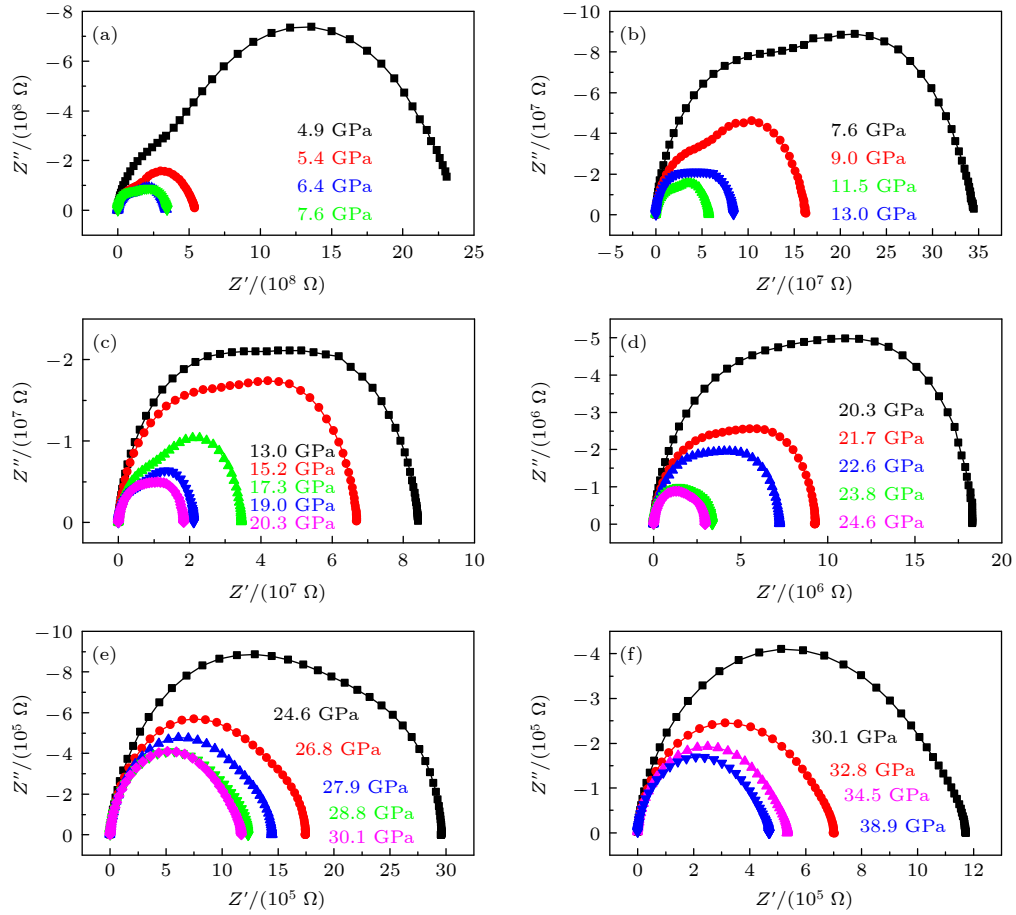 (a)
−8
−6
−4
−2
0
Z″/(10⁸ Ω)
4.9 GPa
5.4 GPa
6.4 GPa
7.6 GPa
0 5 10 15 20 25
Z′/(10⁸ Ω)
(b)
−10
−8
−6
−4
−2
0
Z″/(10⁷ Ω)
7.6 GPa
9.0 GPa
11.5 GPa
13.0 GPa
−5 0 5 10 15 20 25 30 35
Z′/(10⁷ Ω)
(c)
−2
−1
0
Z″/(10⁷ Ω)
13.0 GPa
15.2 GPa
17.3 GPa
19.0 GPa
20.3 GPa
0 2 4 6 8 10
Z′/(10⁷ Ω)
(d)
−5
−4
−3
−2
−1
0
Z″/(10⁶ Ω)
20.3 GPa
21.7 GPa
22.6 GPa
23.8 GPa
24.6 GPa
0 5 10 15 20
Z′/(10⁶ Ω)
(e)
−10
−8
−6
−4
−2
0
Z″/(10⁵ Ω)
24.6 GPa
26.8 GPa
27.9 GPa
28.8 GPa
30.1 GPa
0 5 10 15 20 25 30
Z′/(10⁵ Ω)
(f)
−4
−3
−2
−1
0
Z″/(10⁵ Ω)
30.1 GPa
32.8 GPa
34.5 GPa
38.9 GPa
0 2 4 6 8 10 12
Z′/(10⁵ Ω)